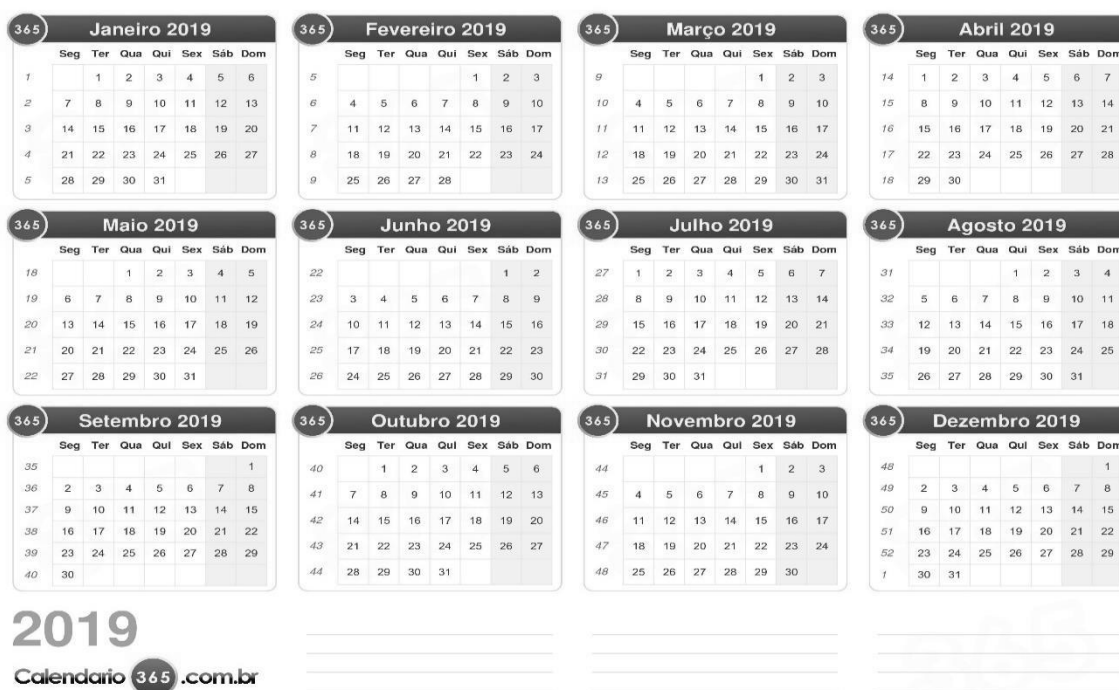 365 Janeiro 2019
Seg Ter Qua Qui Sex Sáb Dom
1 1 2 3 4 5 6
2 7 8 9 10 11 12 13
3 14 15 16 17 18 19 20
4 21 22 23 24 25 26 27
5 28 29 30 31
365 Fevereiro 2019
Seg Ter Qua Qui Sex Sáb Dom
5 1 2 3
6 4 5 6 7 8 9 10
7 11 12 13 14 15 16 17
8 18 19 20 21 22 23 24
9 25 26 27 28
365 Março 2019
Seg Ter Qua Qui Sex Sáb Dom
9 1 2 3
10 4 5 6 7 8 9 10
11 11 12 13 14 15 16 17
12 18 19 20 21 22 23 24
13 25 26 27 28 29 30 31
365 Abril 2019
Seg Ter Qua Qui Sex Sáb Dom
14 1 2 3 4 5 6 7
15 8 9 10 11 12 13 14
16 15 16 17 18 19 20 21
17 22 23 24 25 26 27 28
18 29 30
365 Maio 2019
Seg Ter Qua Qui Sex Sáb Dom
18 1 2 3 4 5
19 6 7 8 9 10 11 12
20 13 14 15 16 17 18 19
21 20 21 22 23 24 25 26
22 27 28 29 30 31
365 Junho 2019
Seg Ter Qua Qui Sex Sáb Dom
22 1 2
23 3 4 5 6 7 8 9
24 10 11 12 13 14 15 16
25 17 18 19 20 21 22 23
26 24 25 26 27 28 29 30
365 Julho 2019
Seg Ter Qua Qui Sex Sáb Dom
27 1 2 3 4 5 6 7
28 8 9 10 11 12 13 14
29 15 16 17 18 19 20 21
30 22 23 24 25 26 27 28
31 29 30 31
365 Agosto 2019
Seg Ter Qua Qui Sex Sáb Dom
31 1 2 3 4
32 5 6 7 8 9 10 11
33 12 13 14 15 16 17 18
34 19 20 21 22 23 24 25
35 26 27 28 29 30 31
365 Setembro 2019
Seg Ter Qua Qui Sex Sáb Dom
35 1
36 2 3 4 5 6 7 8
37 9 10 11 12 13 14 15
38 16 17 18 19 20 21 22
39 23 24 25 26 27 28 29
40 30
365 Outubro 2019
Seg Ter Qua Qui Sex Sáb Dom
40 1 2 3 4 5 6
41 7 8 9 10 11 12 13
42 14 15 16 17 18 19 20
43 21 22 23 24 25 26 27
44 28 29 30 31
365 Novembro 2019
Seg Ter Qua Qui Sex Sáb Dom
44 1 2 3
45 4 5 6 7 8 9 10
46 11 12 13 14 15 16 17
47 18 19 20 21 22 23 24
48 25 26 27 28 29 30
365 Dezembro 2019
Seg Ter Qua Qui Sex Sáb Dom
48 1
49 2 3 4 5 6 7 8
50 9 10 11 12 13 14 15
51 16 17 18 19 20 21 22
52 23 24 25 26 27 28 29
1 30 31
2019
Calendario 365 .com.br